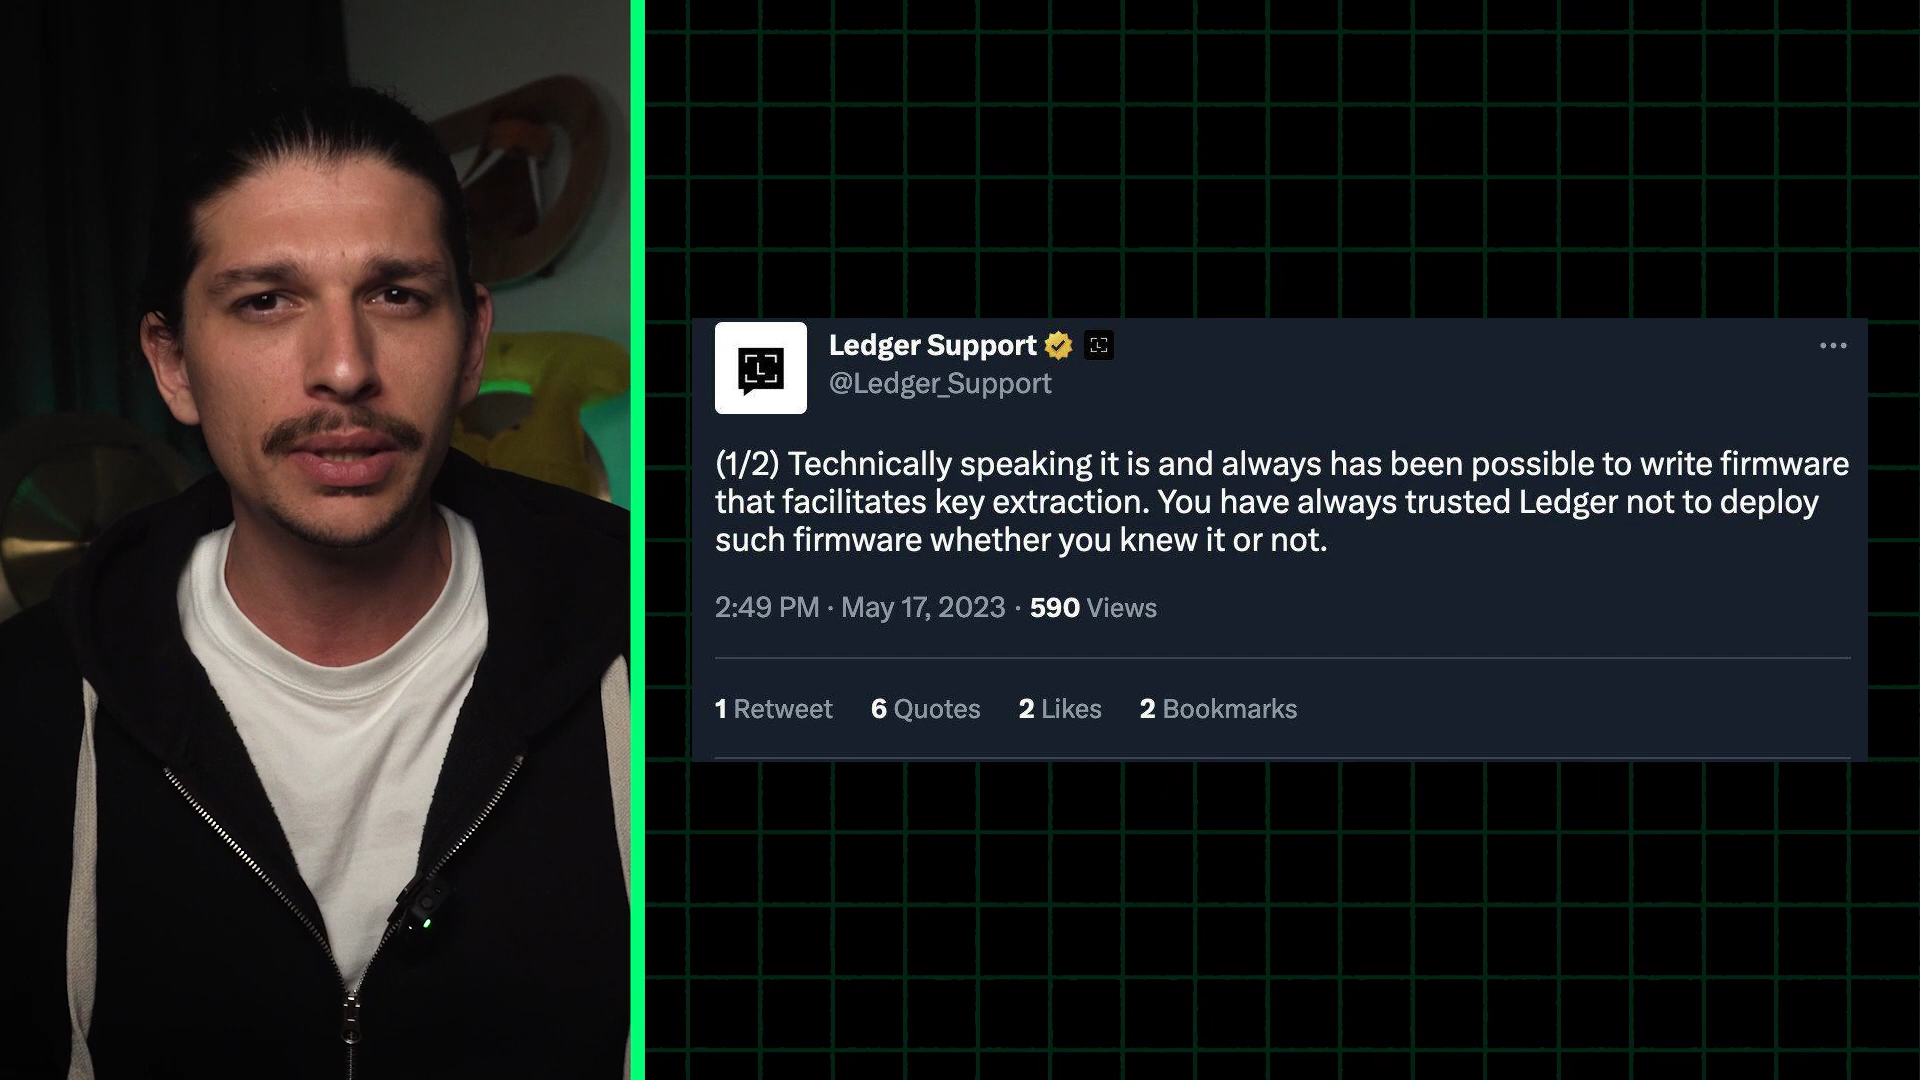 Ledger Support
@Ledger_Support
(1/2) Technically speaking it is and always has been possible to write firmware
that facilitates key extraction. You have always trusted Ledger not to deploy
such firmware whether you knew it or not.
2:49 PM · May 17, 2023 · 590 Views
1 Retweet 6 Quotes 2 Likes 2 Bookmarks